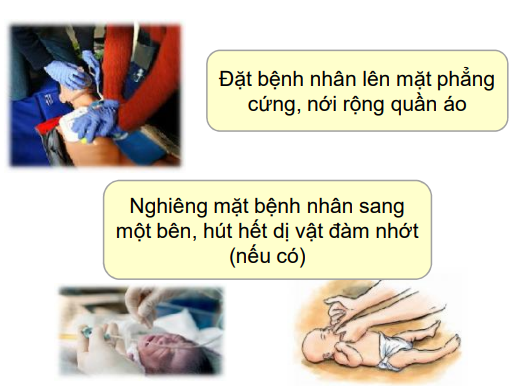 Đặt bệnh nhân lên mặt phẳng
cứng, nới rộng quần áo
Nghiêng mặt bệnh nhân sang
một bên, hút hết dị vật đàm nhớt
(nếu có)